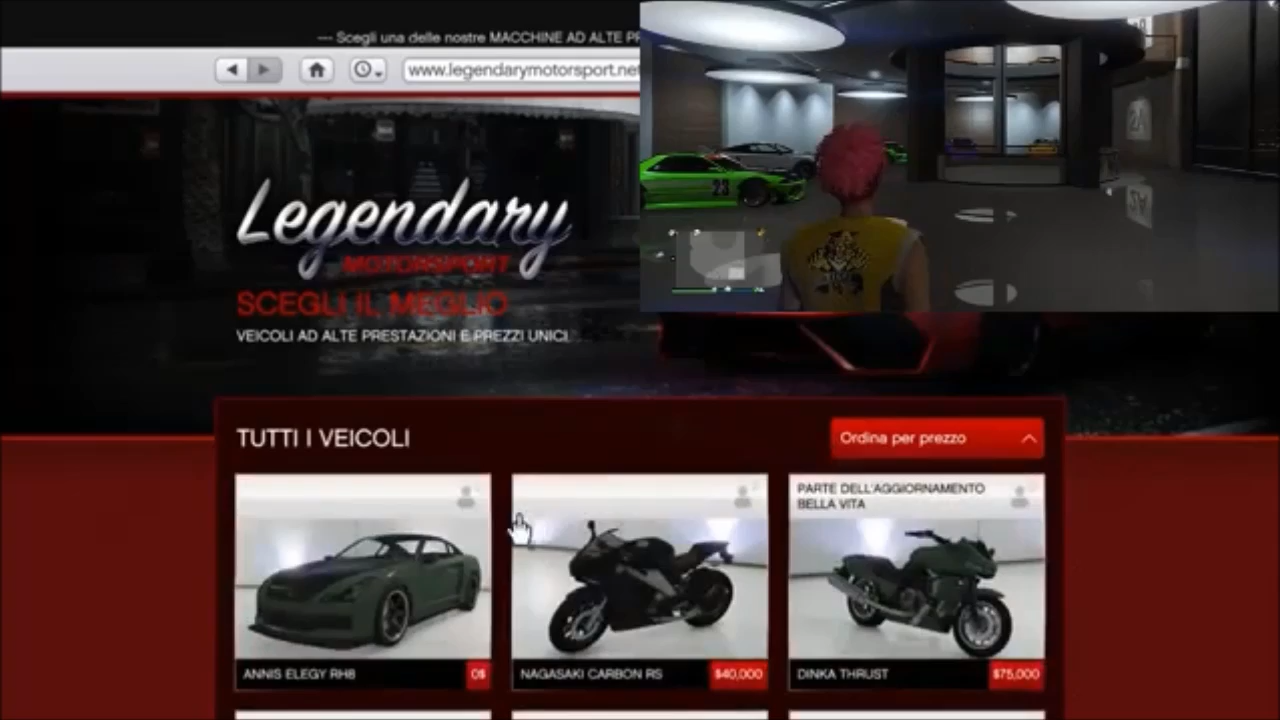 --- Scegli una delle nostre MACCHINE AD ALTE PR
www.legendarymotorsport.net
Legendary
MOTORSPORT
SCEGLI IL MEGLIO
VEICOLI AD ALTE PRESTAZIONI E PREZZI UNICI
23
TUTTI I VEICOLI
Ordina per prezzo
PARTE DELL'AGGIORNAMENTO
BELLA VITA
ANNIS ELEGY RH8
0$
NAGASAKI CARBON RS
$40,000
DINKA THRUST
$75,000